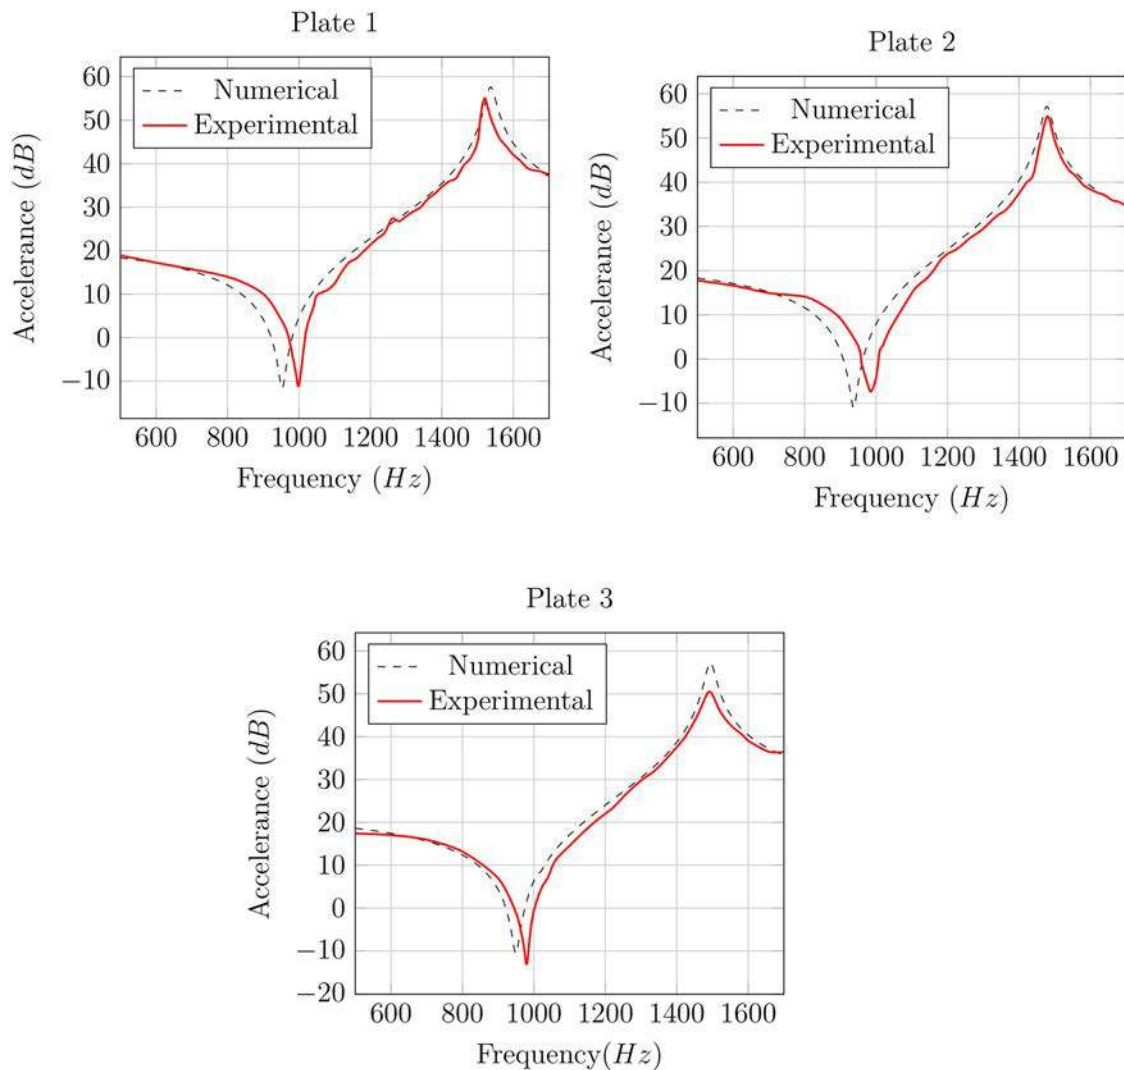 Plate 1
Numerical
Experimental
60
50
40
30
20
10
0
−10
Accelerance (dB)
600 800 1000 1200 1400 1600
Frequency (Hz)
Plate 2
Numerical
Experimental
60
50
40
30
20
10
0
−10
Accelerance (dB)
600 800 1000 1200 1400 1600
Frequency (Hz)
Plate 3
Numerical
Experimental
60
50
40
30
20
10
0
−10
−20
Accelerance (dB)
600 800 1000 1200 1400 1600
Frequency(Hz)